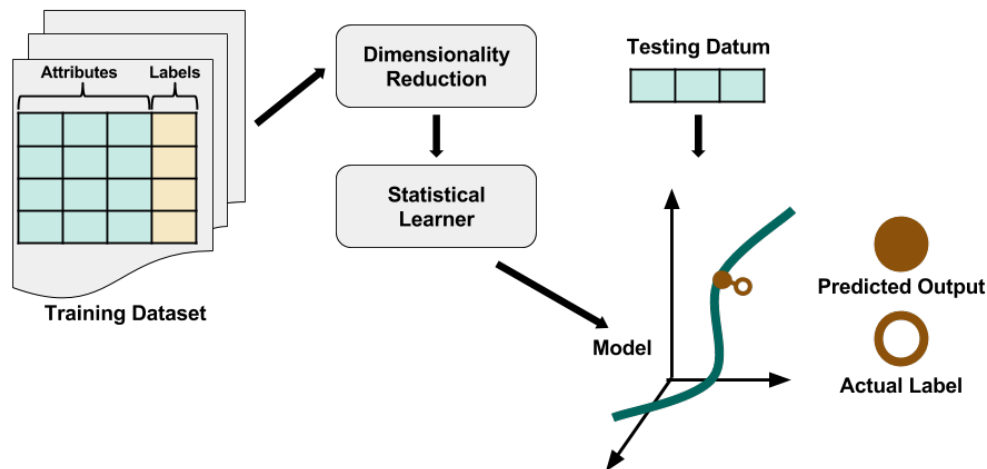 Attributes Labels
Training Dataset
Dimensionality
Reduction
Statistical
Learner
Testing Datum
Model
Predicted Output
Actual Label